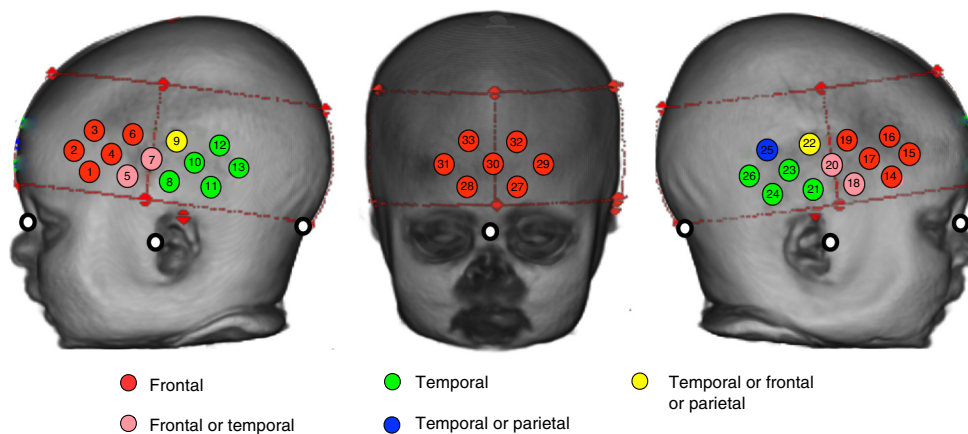 3 6 9 12
2 4 7 10 13
1 5 8 11
33 32
31 30 29
28 27
25 22 19 16
26 23 20 17 15
24 21 18 14
Frontal
Temporal
Temporal or frontal
or parietal
Frontal or temporal
Temporal or parietal